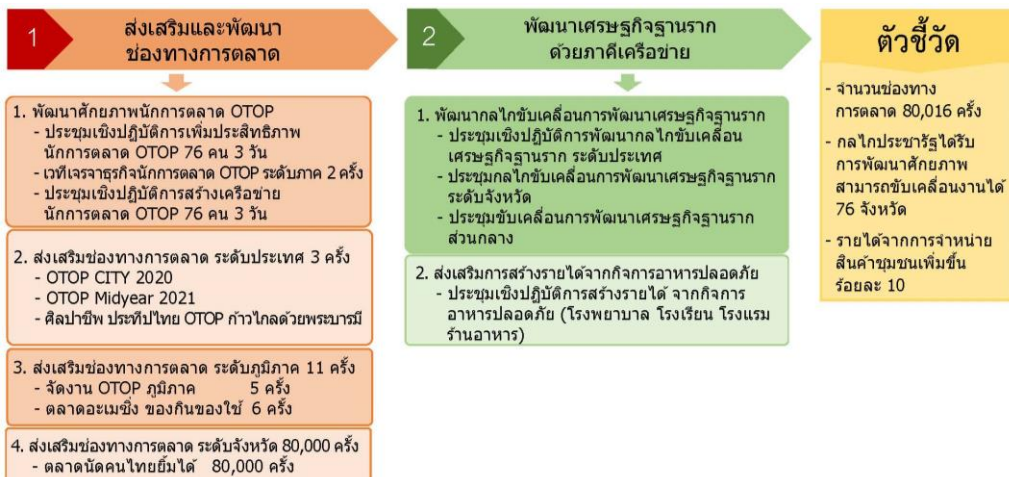 1
ส่งเสริมและพัฒนา
ช่องทางการตลาด
1. พัฒนาศักยภาพนักการตลาด OTOP
- ประชุมเชิงปฏิบัติการเพิ่มประสิทธิภาพ
นักการตลาด OTOP 76 คน 3 วัน
- เวทีเจรจาธุรกิจนักการตลาด OTOP ระดับภาค 2 ครั้ง
- ประชุมเชิงปฏิบัติการสร้างเครือข่าย
นักการตลาด OTOP 76 คน 3 วัน
2. ส่งเสริมช่องทางการตลาด ระดับประเทศ 3 ครั้ง
- OTOP CITY 2020
- OTOP Midyear 2021
- ศิลปาชีพ ประทีปไทย OTOP ก้าวไกลด้วยพระบารมี
3. ส่งเสริมช่องทางการตลาด ระดับภูมิภาค 11 ครั้ง
- จัดงาน OTOP ภูมิภาค 5 ครั้ง
- ตลาดอะเมซิ่ง ของกินของใช้ 6 ครั้ง
4. ส่งเสริมช่องทางการตลาด ระดับจังหวัด 80,000 ครั้ง
- ตลาดนัดคนไทยยิ้มได้ 80,000 ครั้ง
2
พัฒนาเศรษฐกิจฐานราก
ด้วยภาคีเครือข่าย
1. พัฒนากลไกขับเคลื่อนการพัฒนาเศรษฐกิจฐานราก
- ประชุมเชิงปฏิบัติการพัฒนากลไกขับเคลื่อน
เศรษฐกิจฐานราก ระดับประเทศ
- ประชุมกลไกขับเคลื่อนการพัฒนาเศรษฐกิจฐานราก
ระดับจังหวัด
- ประชุมขับเคลื่อนการพัฒนาเศรษฐกิจฐานราก
ส่วนกลาง
2. ส่งเสริมการสร้างรายได้จากกิจการอาหารปลอดภัย
- ประชุมเชิงปฏิบัติการสร้างรายได้ จากกิจการ
อาหารปลอดภัย (โรงพยาบาล โรงเรียน โรงแรม
ร้านอาหาร)
ตัวชี้วัด
- จำนวนช่องทาง
การตลาด 80,016 ครั้ง
- กลไกประชารัฐได้รับ
การพัฒนาศักยภาพ
สามารถขับเคลื่อนงานได้
76 จังหวัด
- รายได้จากการจำหน่าย
สินค้าชุมชนเพิ่มขึ้น
ร้อยละ 10